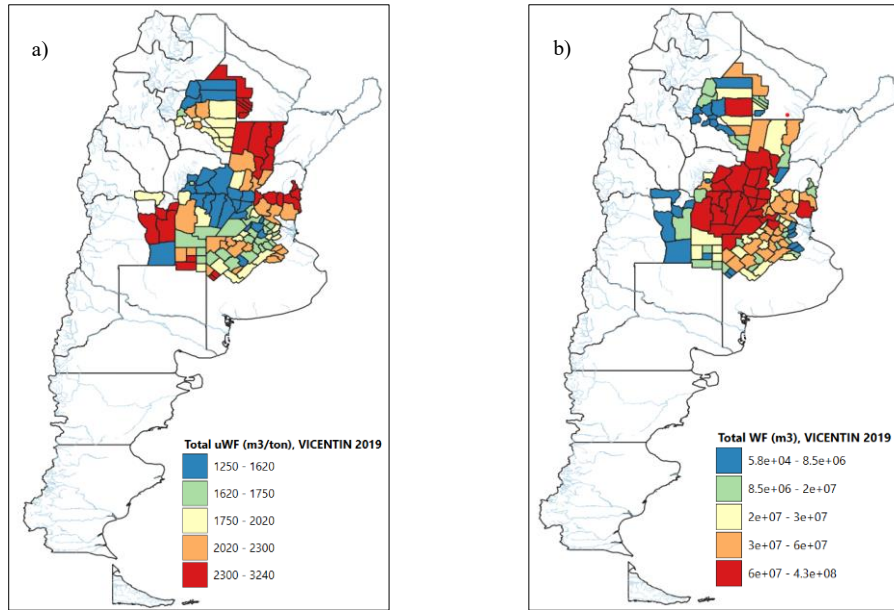 a)
Total uWF (m3/ton), VICENTIN 2019
1250 - 1620
1620 - 1750
1750 - 2020
2020 - 2300
2300 - 3240
b)
Total WF (m3), VICENTIN 2019
5.8e+04 - 8.5e+06
8.5e+06 - 2e+07
2e+07 - 3e+07
3e+07 - 6e+07
6e+07 - 4.3e+08